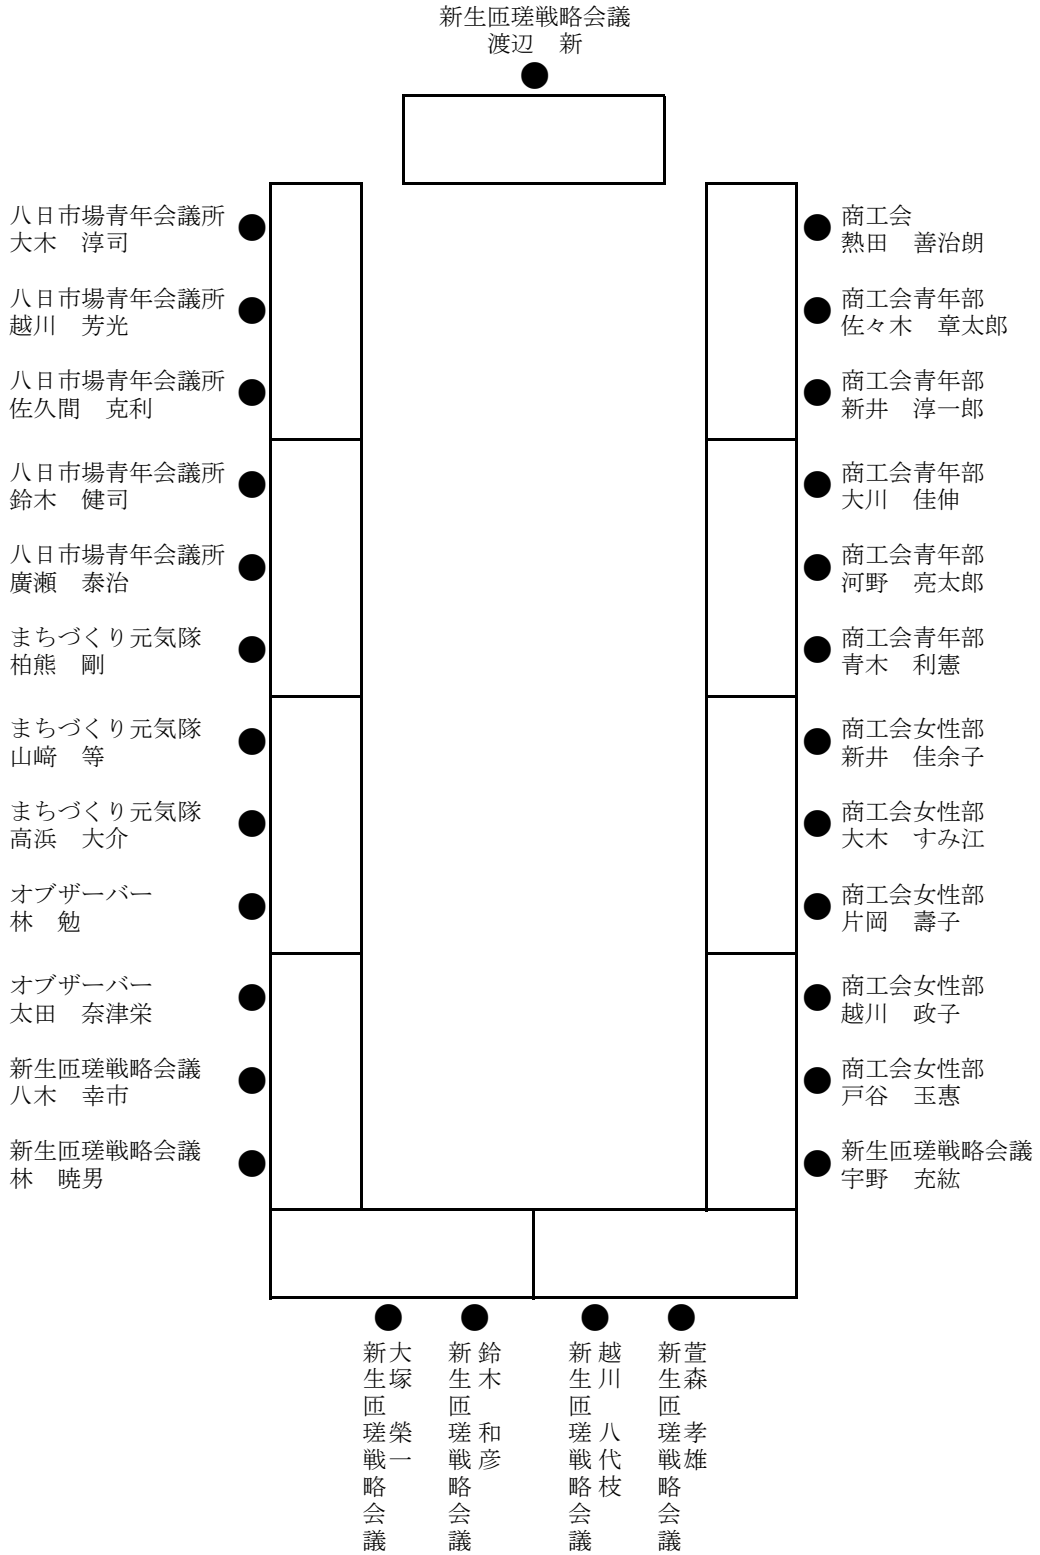 新生匝瑳戦略会議
渡辺　新
八日市場青年会議所
大木　淳司
八日市場青年会議所
越川　芳光
八日市場青年会議所
佐久間　克利
八日市場青年会議所
鈴木　健司
八日市場青年会議所
廣瀬　泰治
まちづくり元気隊
柏熊　剛
まちづくり元気隊
山﨑　等
まちづくり元気隊
高浜　大介
オブザーバー
林　勉
オブザーバー
太田　奈津栄
新生匝瑳戦略会議
八木　幸市
新生匝瑳戦略会議
林　暁男
商工会
熱田　善治朗
商工会青年部
佐々木　章太郎
商工会青年部
新井　淳一郎
商工会青年部
大川　佳伸
商工会青年部
河野　亮太郎
商工会青年部
青木　利憲
商工会女性部
新井　佳余子
商工会女性部
大木　すみ江
商工会女性部
片岡　壽子
商工会女性部
越川　政子
商工会女性部
戸谷　玉惠
新生匝瑳戦略会議
宇野　充紘
新生匝瑳戦略会議
大塚　榮一
新生匝瑳戦略会議
鈴木　和彦
新生匝瑳戦略会議
越川　八代枝
新生匝瑳戦略会議
萱森　孝雄